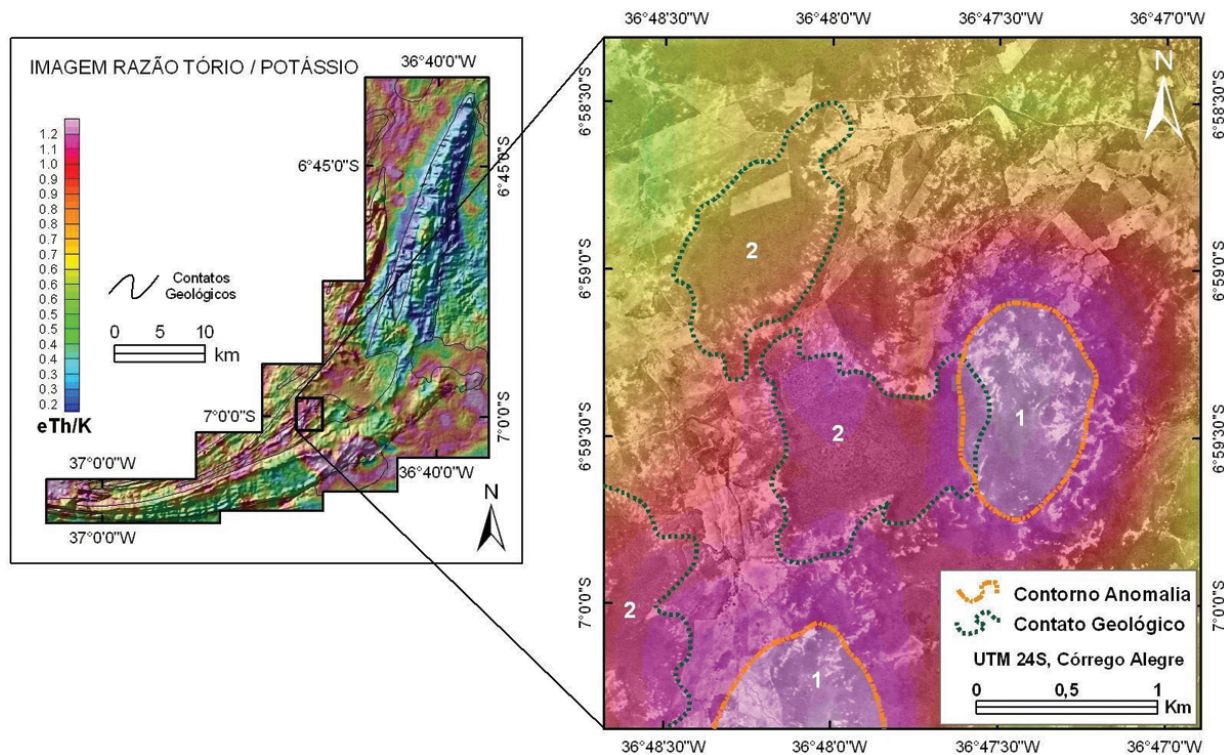 IMAGEM RAZÃO TÓRIO / POTÁSSIO
36°40'0"W
6°45'0"S
6°45'0"S
1.2
1.1
1.0
0.9
0.8
0.8
0.7
0.7
0.6
0.6
0.5
0.5
0.5
0.4
0.4
0.4
0.3
0.3
0.2
eTh/K
Contatos
Geológicos
0 5 10
km
7°0'0"S
7°0'0"S
37°0'0"W
36°40'0"W
37°0'0"W
N
36°48'30"W 36°48'0"W 36°47'30"W 36°47'0"W
N
6°58'30"S
6°58'30"S
2
6°59'0"S
6°59'0"S
1
2
6°59'30"S
6°59'30"S
2
7°0'0"S
7°0'0"S
1
Contorno Anomalia
Contato Geológico
UTM 24S, Córrego Alegre
0 0,5 1
Km
36°48'30"W 36°48'0"W 36°47'30"W 36°47'0"W